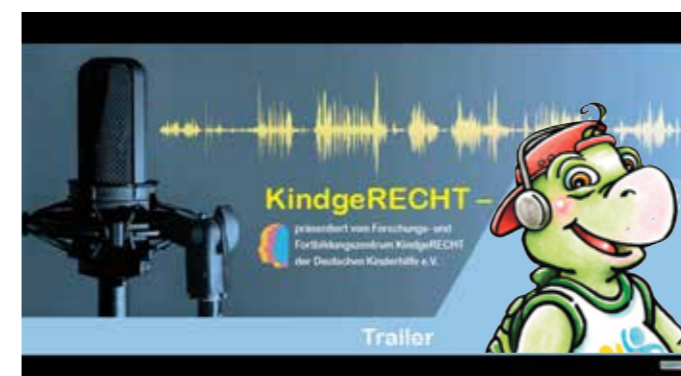 KindgeRECHT –
präsentiert vom Forschungs- und
Fortbildungszentrum KindgeRECHT
der Deutschen Kinderhilfe e.V.
Trailer